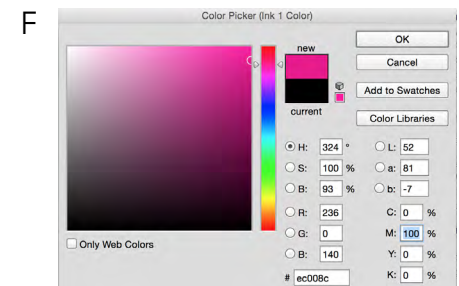 F
Color Picker (Ink 1 Color)
new
current
OK
Cancel
Add to Swatches
Color Libraries
H: 324 °
L: 52
S: 100 %
a: 81
B: 93 %
b: -7
R: 236
C: 0 %
G: 0
M: 100 %
B: 140
Y: 0 %
# ec008c
K: 0 %
Only Web Colors